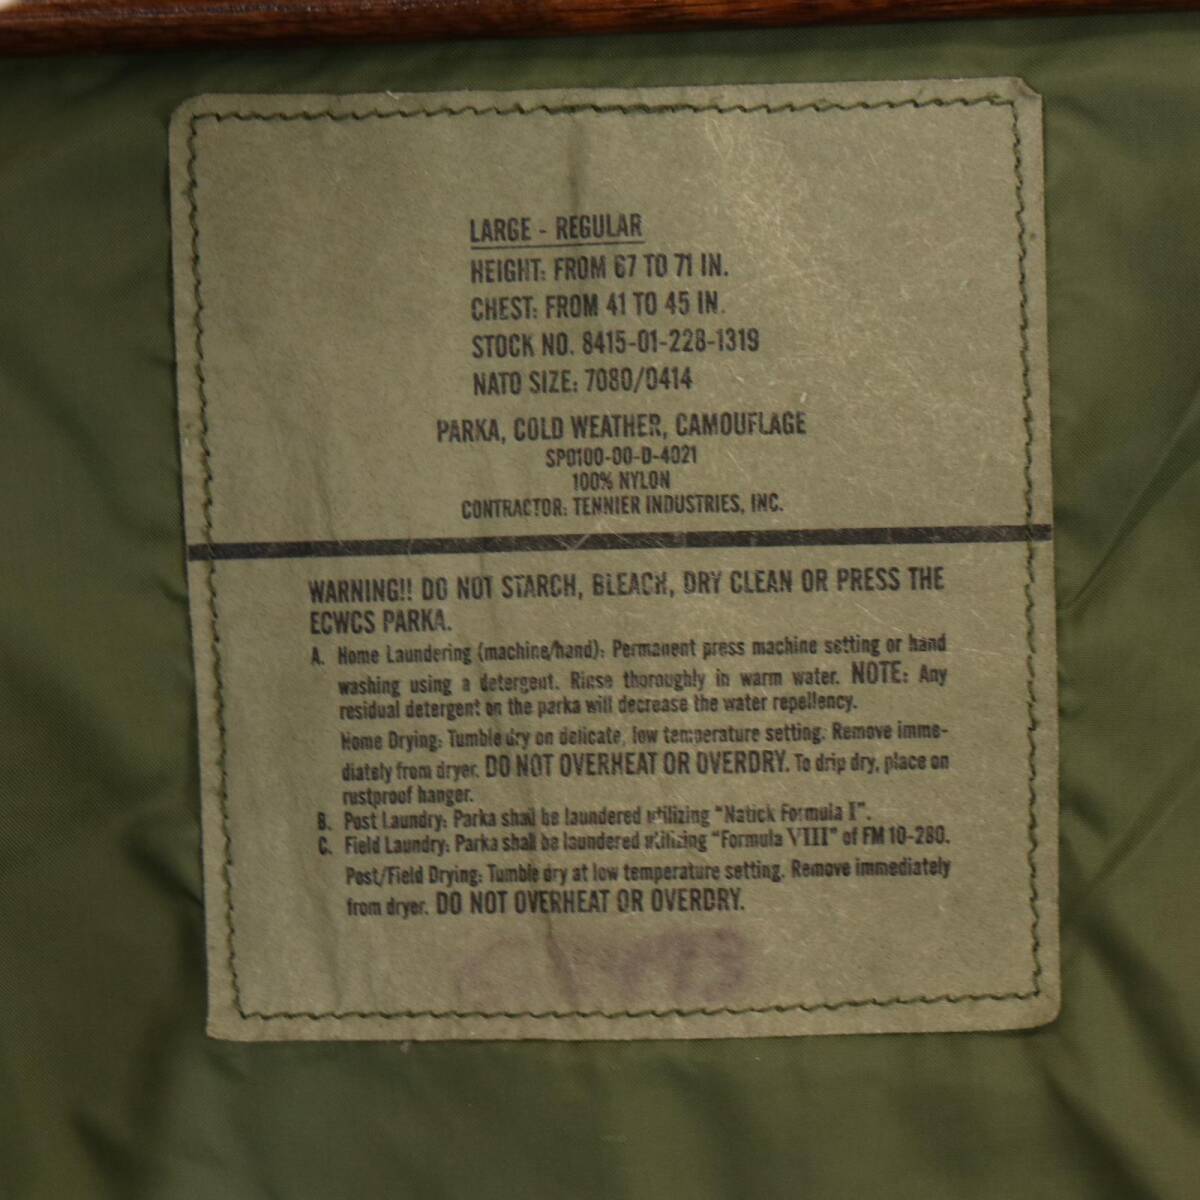 LARGE - REGULAR
HEIGHT: FROM 67 TO 71 IN.
CHEST: FROM 41 TO 45 IN.
STOCK NO. 8415-01-228-1319
NATO SIZE: 7080/0414
PARKA, COLD WEATHER, CAMOUFLAGE
SP0100-00-D-4021
100% NYLON
CONTRACTOR: TENNIER INDUSTRIES, INC.
WARNING!! DO NOT STARCH, BLEACH, DRY CLEAN OR PRESS THE
ECWCS PARKA.
A. Home Laundering (machine/hand): Permanent press machine setting or hand
washing using a detergent. Rinse thoroughly in warm water. NOTE: Any
residual detergent on the parka will decrease the water repellency.
Home Drying: Tumble dry on delicate, low temperature setting. Remove imme-
diately from dryer. DO NOT OVERHEAT OR OVERDRY. To drip dry, place on
rustproof hanger.
B. Post Laundry: Parka shall be laundered utilizing "Natick Formula I".
C. Field Laundry: Parka shall be laundered utilizing "Formula VIII" of FM 10-280.
Post/Field Drying: Tumble dry at low temperature setting. Remove immediately
from dryer. DO NOT OVERHEAT OR OVERDRY.